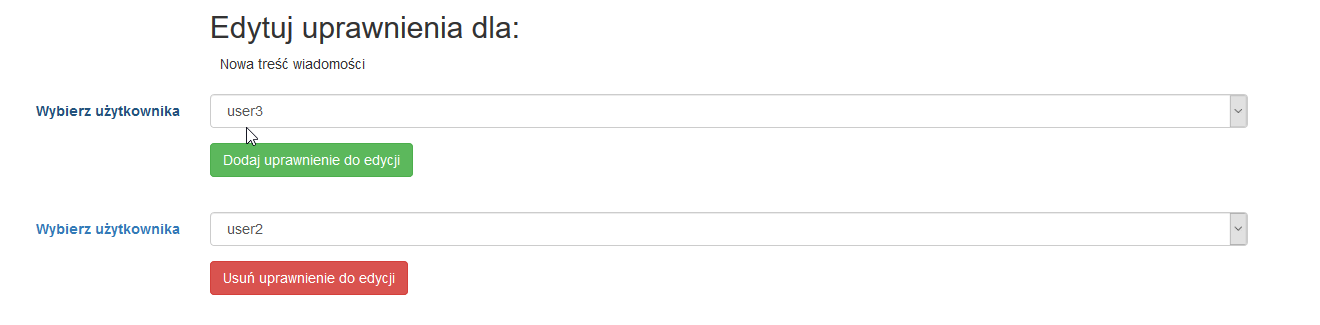 Edytuj uprawnienia dla:
Nowa treść wiadomości
Wybierz użytkownika
user3
Dodaj uprawnienie do edycji
Wybierz użytkownika
user2
Usuń uprawnienie do edycji